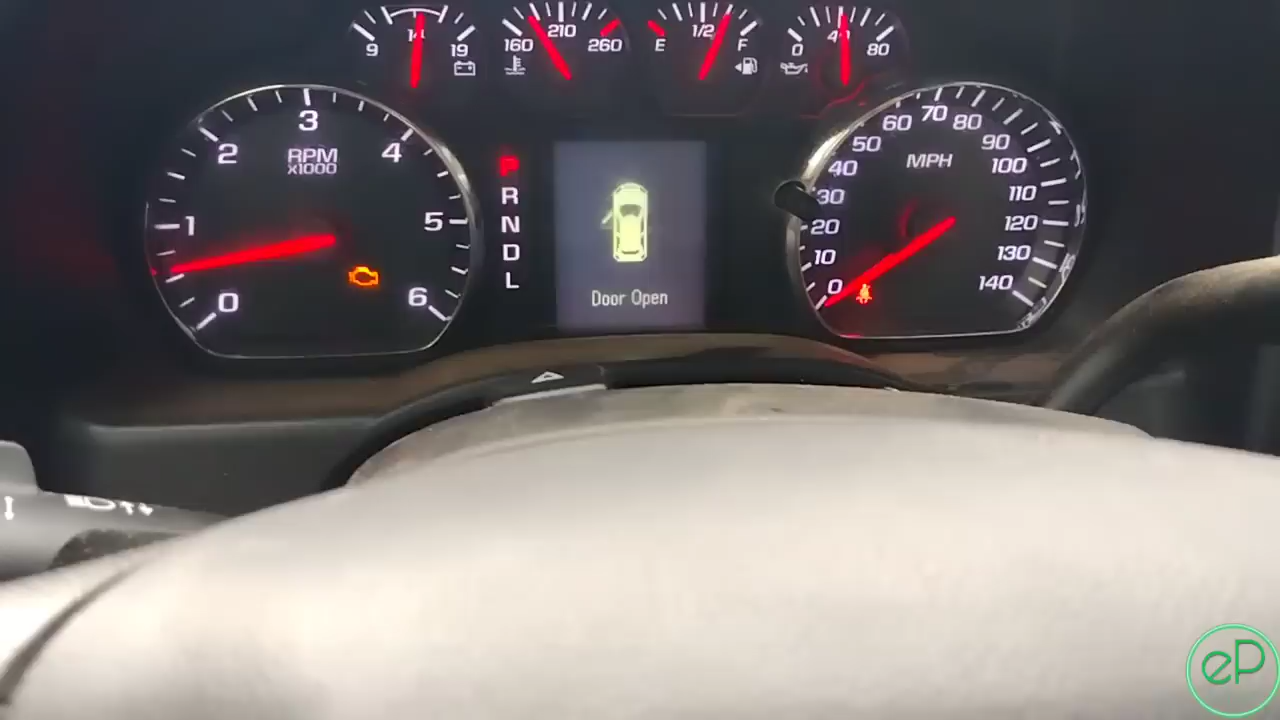 9 14 19
160 210 260
E 1/2 F
0 40 80
RPM
x1000
0 1 2 3 4 5 6
P
R
N
D
L
Door Open
MPH
0 10 20 30 40 50 60 70 80 90 100 110 120 130 140
eP